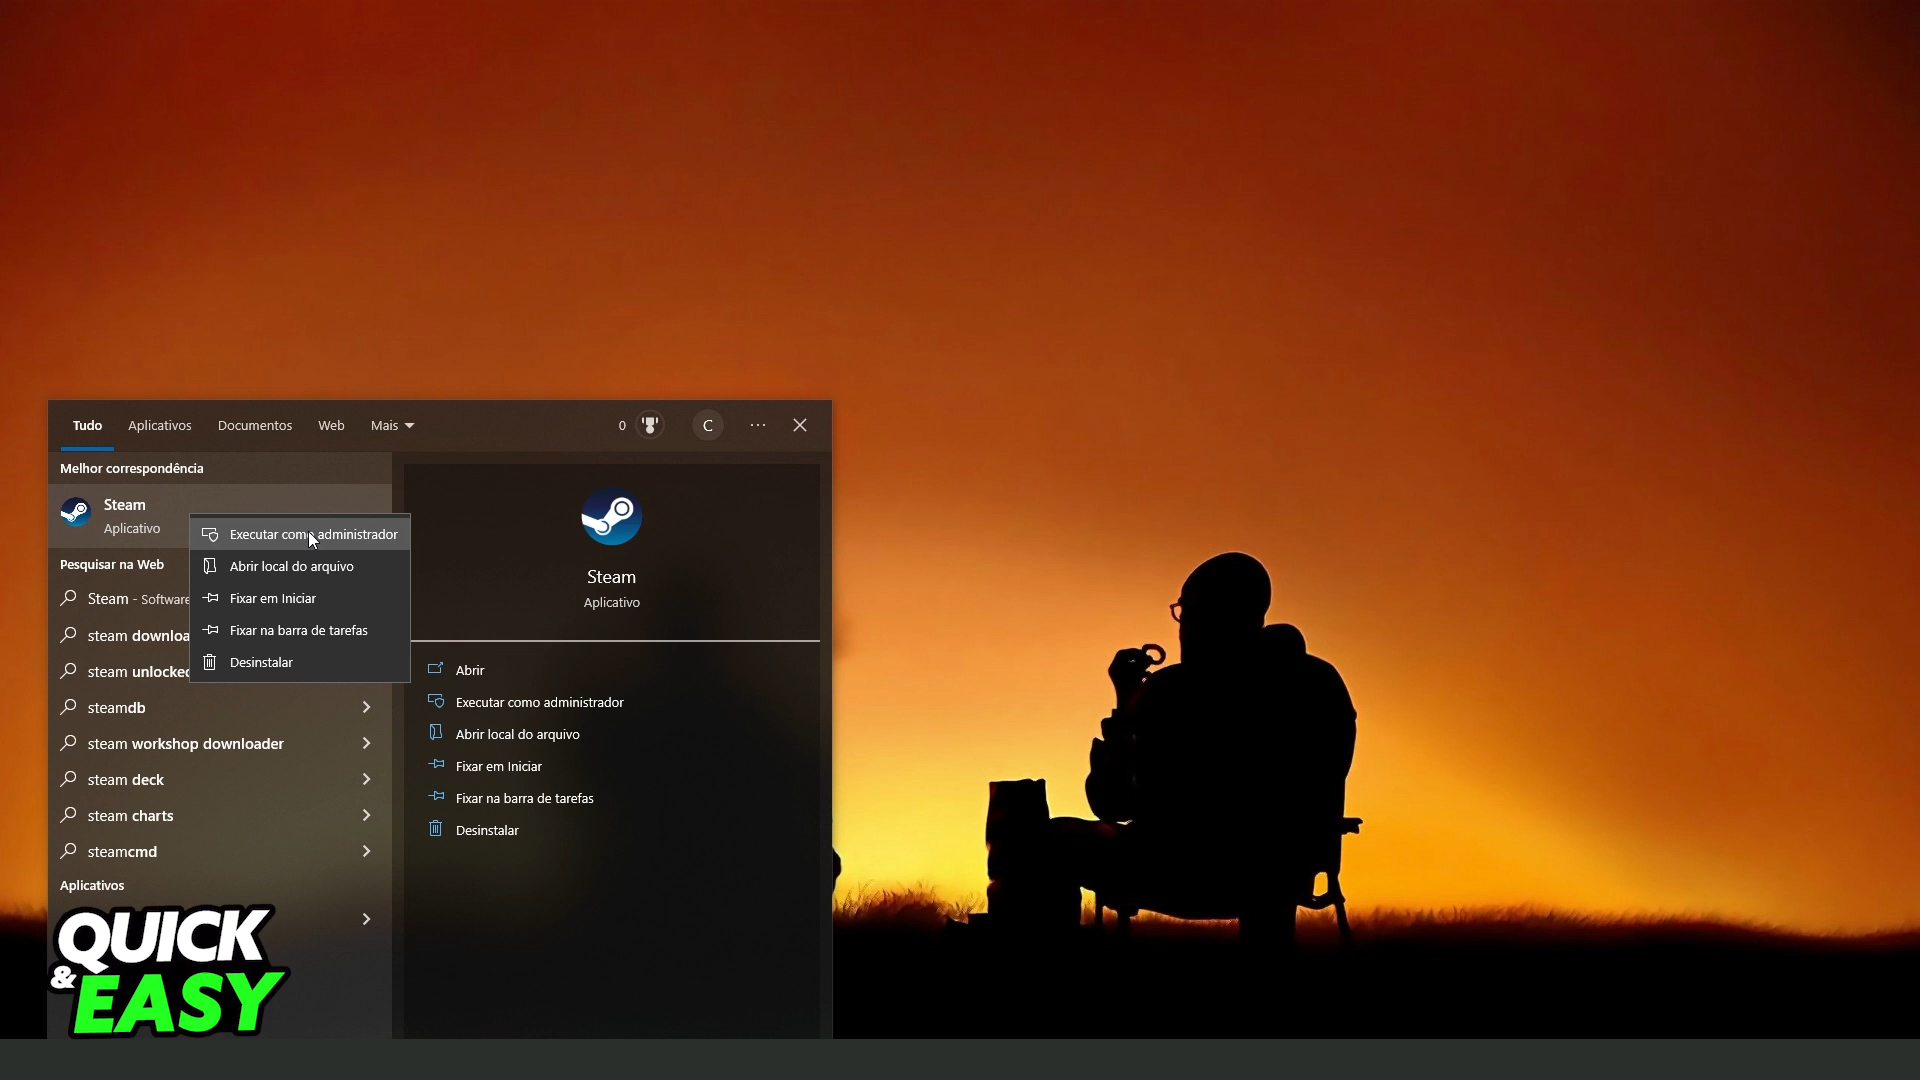 Tudo
Aplicativos
Documentos
Web
Mais
0
C
Melhor correspondência
Steam
Aplicativo
Executar como administrador
Abrir local do arquivo
Fixar em Iniciar
Fixar na barra de tarefas
Desinstalar
Pesquisar na Web
Steam - Software
steam downloa
steam unlocked
steamdb
steam workshop downloader
steam deck
steam charts
steamcmd
Aplicativos
Steam
Aplicativo
Abrir
Executar como administrador
Abrir local do arquivo
Fixar em Iniciar
Fixar na barra de tarefas
Desinstalar
QUICK
& EASY